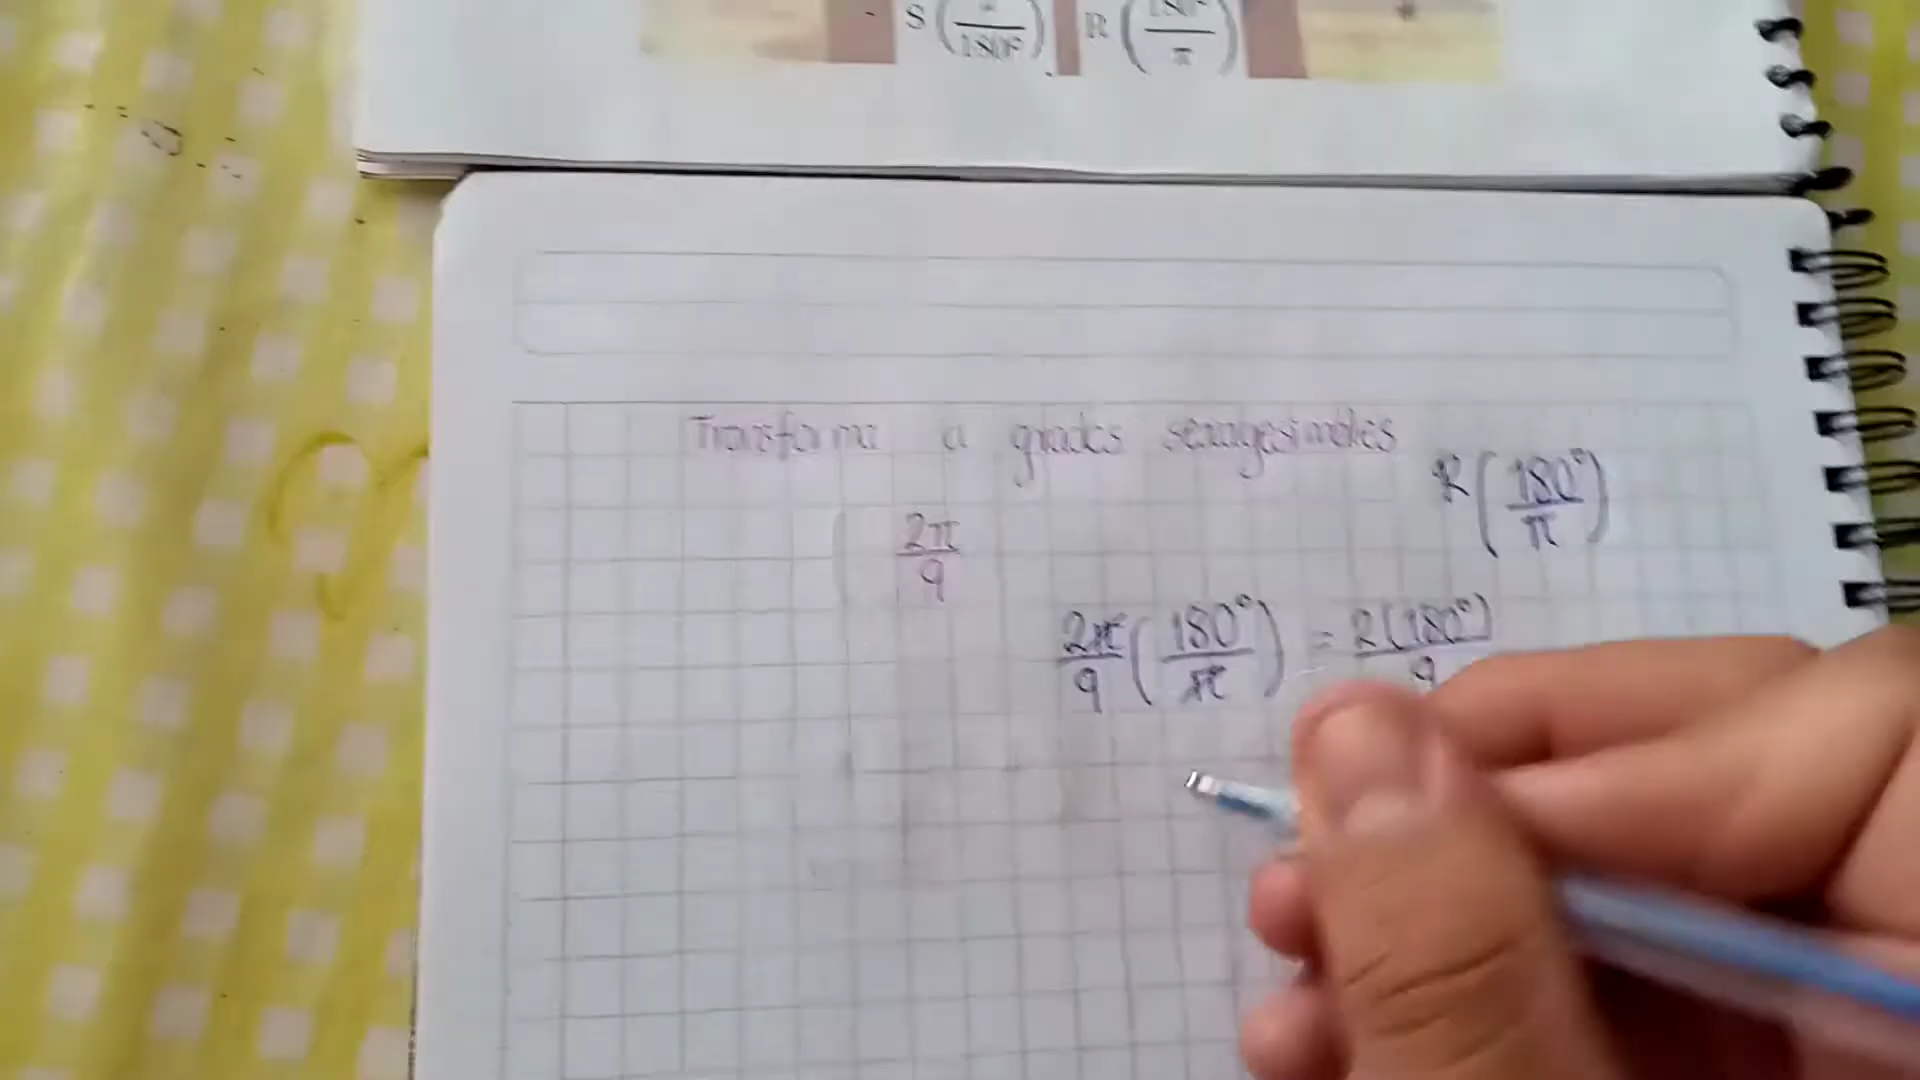 S (π/180°) R (180°/π)
Transforma a grados sexagesimales
R (180°/π)
2π/9
2π/9 (180°/π) = 2(180°)/9